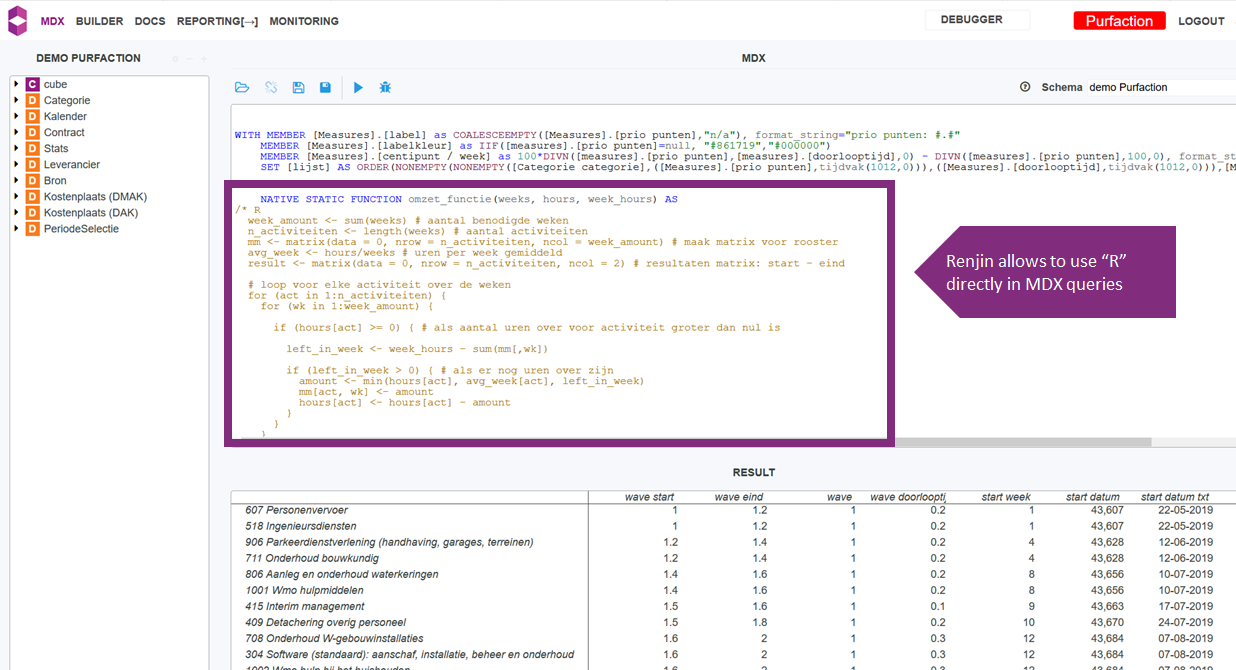 MDX BUILDER DOCS REPORTING[→] MONITORING DEBUGGER Purfaction LOGOUT
DEMO PURFACTION
MDX
Schema demo Purfaction
C cube
D Categorie
D Kalender
D Contract
D Stats
D Leverancier
D Bron
D Kostenplaats (DMAK)
D Kostenplaats (DAK)
D PeriodeSelectie
WITH MEMBER [Measures].[label] as COALESCEEMPTY([Measures].[prio punten],"n/a"), format_string="prio punten: #.#"
MEMBER [Measures].[labelkleur] as IIF([measures].[prio punten]=null, "#861719","#000000")
MEMBER [Measures].[centipunt / week] as 100*DIVN([measures].[prio punten],[measures].[doorlooptijd],0) - DIVN([measures].[prio punten],100,0), format_st
SET [lijst] AS ORDER(NONEMPTY(NONEMPTY([Categorie categorie],([Measures].[prio punten],tijdvak(1012,0))),([Measures].[doorlooptijd],tijdvak(1012,0))),[M
NATIVE STATIC FUNCTION omzet_functie(weeks, hours, week_hours) AS
/* R
week_amount <- sum(weeks) # aantal benodigde weken
n_activiteiten <- length(weeks) # aantal activiteiten
mm <- matrix(data = 0, nrow = n_activiteiten, ncol = week_amount) # maak matrix voor rooster
avg_week <- hours/weeks # uren per week gemiddeld
result <- matrix(data = 0, nrow = n_activiteiten, ncol = 2) # resultaten matrix: start - eind
# loop voor elke activiteit over de weken
for (act in 1:n_activiteiten) {
for (wk in 1:week_amount) {
if (hours[act] >= 0) { # als aantal uren over voor activiteit groter dan nul is
left_in_week <- week_hours - sum(mm[,wk])
if (left_in_week > 0) { # als er nog uren over zijn
amount <- min(hours[act], avg_week[act], left_in_week)
mm[act, wk] <- amount
hours[act] <- hours[act] - amount
}
}
}
Renjin allows to use “R”
directly in MDX queries
RESULT
wave start wave eind wave wave doorlooptij start week start datum start datum txt
607 Personenvervoer 1 1.2 1 0.2 1 43,607 22-05-2019
518 Ingenieursdiensten 1 1.2 1 0.2 1 43,607 22-05-2019
906 Parkeerdienstverlening (handhaving, garages, terreinen) 1.2 1.4 1 0.2 4 43,628 12-06-2019
711 Onderhoud bouwkundig 1.2 1.4 1 0.2 4 43,628 12-06-2019
806 Aanleg en onderhoud waterkeringen 1.4 1.6 1 0.2 8 43,656 10-07-2019
1001 Wmo hulpmiddelen 1.4 1.6 1 0.2 8 43,656 10-07-2019
415 Interim management 1.5 1.6 1 0.1 9 43,663 17-07-2019
409 Detachering overig personeel 1.5 1.8 1 0.2 10 43,670 24-07-2019
708 Onderhoud W-gebouwinstallaties 1.6 2 1 0.3 12 43,684 07-08-2019
304 Software (standaard): aanschaf, installatie, beheer en onderhoud 1.6 2 1 0.3 12 43,684 07-08-2019
1002 Wmo hulp bij het huishouden 1.6 2 1 0.3 12 43,684 07-08-2019